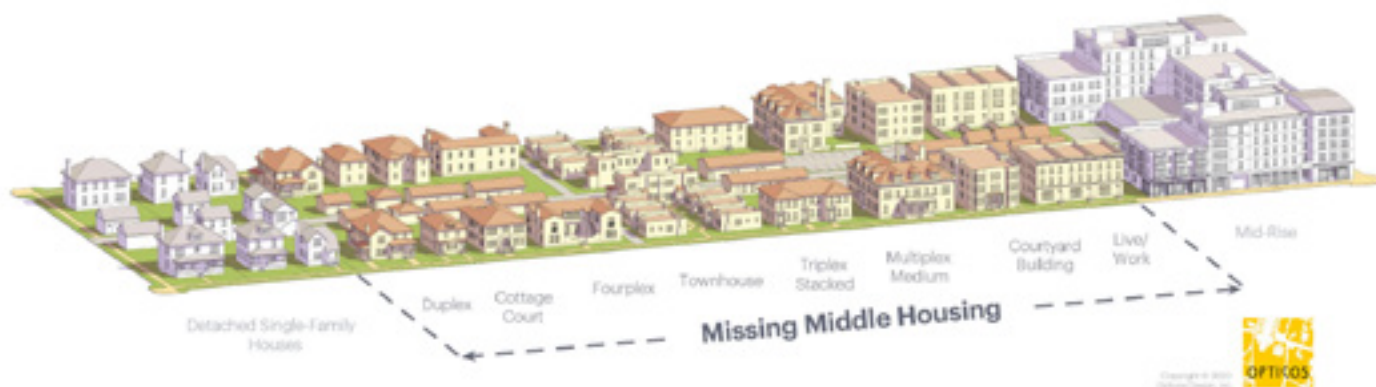 Detached Single-Family
Houses
Duplex
Cottage
Court
Fourplex
Townhouse
Triplex
Stacked
Multiplex
Medium
Courtyard
Building
Live/
Work
Mid-Rise
Missing Middle Housing
OPTICOS